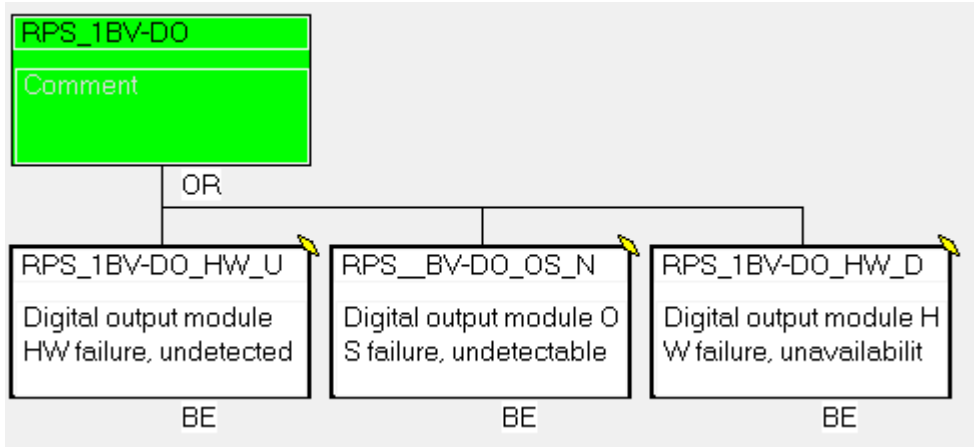 RPS_1BV-DO
Comment
OR
RPS_1BV-DO_HW_U
Digital output module
HW failure, undetected
BE
RPS__BV-DO_OS_N
Digital output module O
S failure, undetectable
BE
RPS_1BV-DO_HW_D
Digital output module H
W failure, unavailabilit
BE